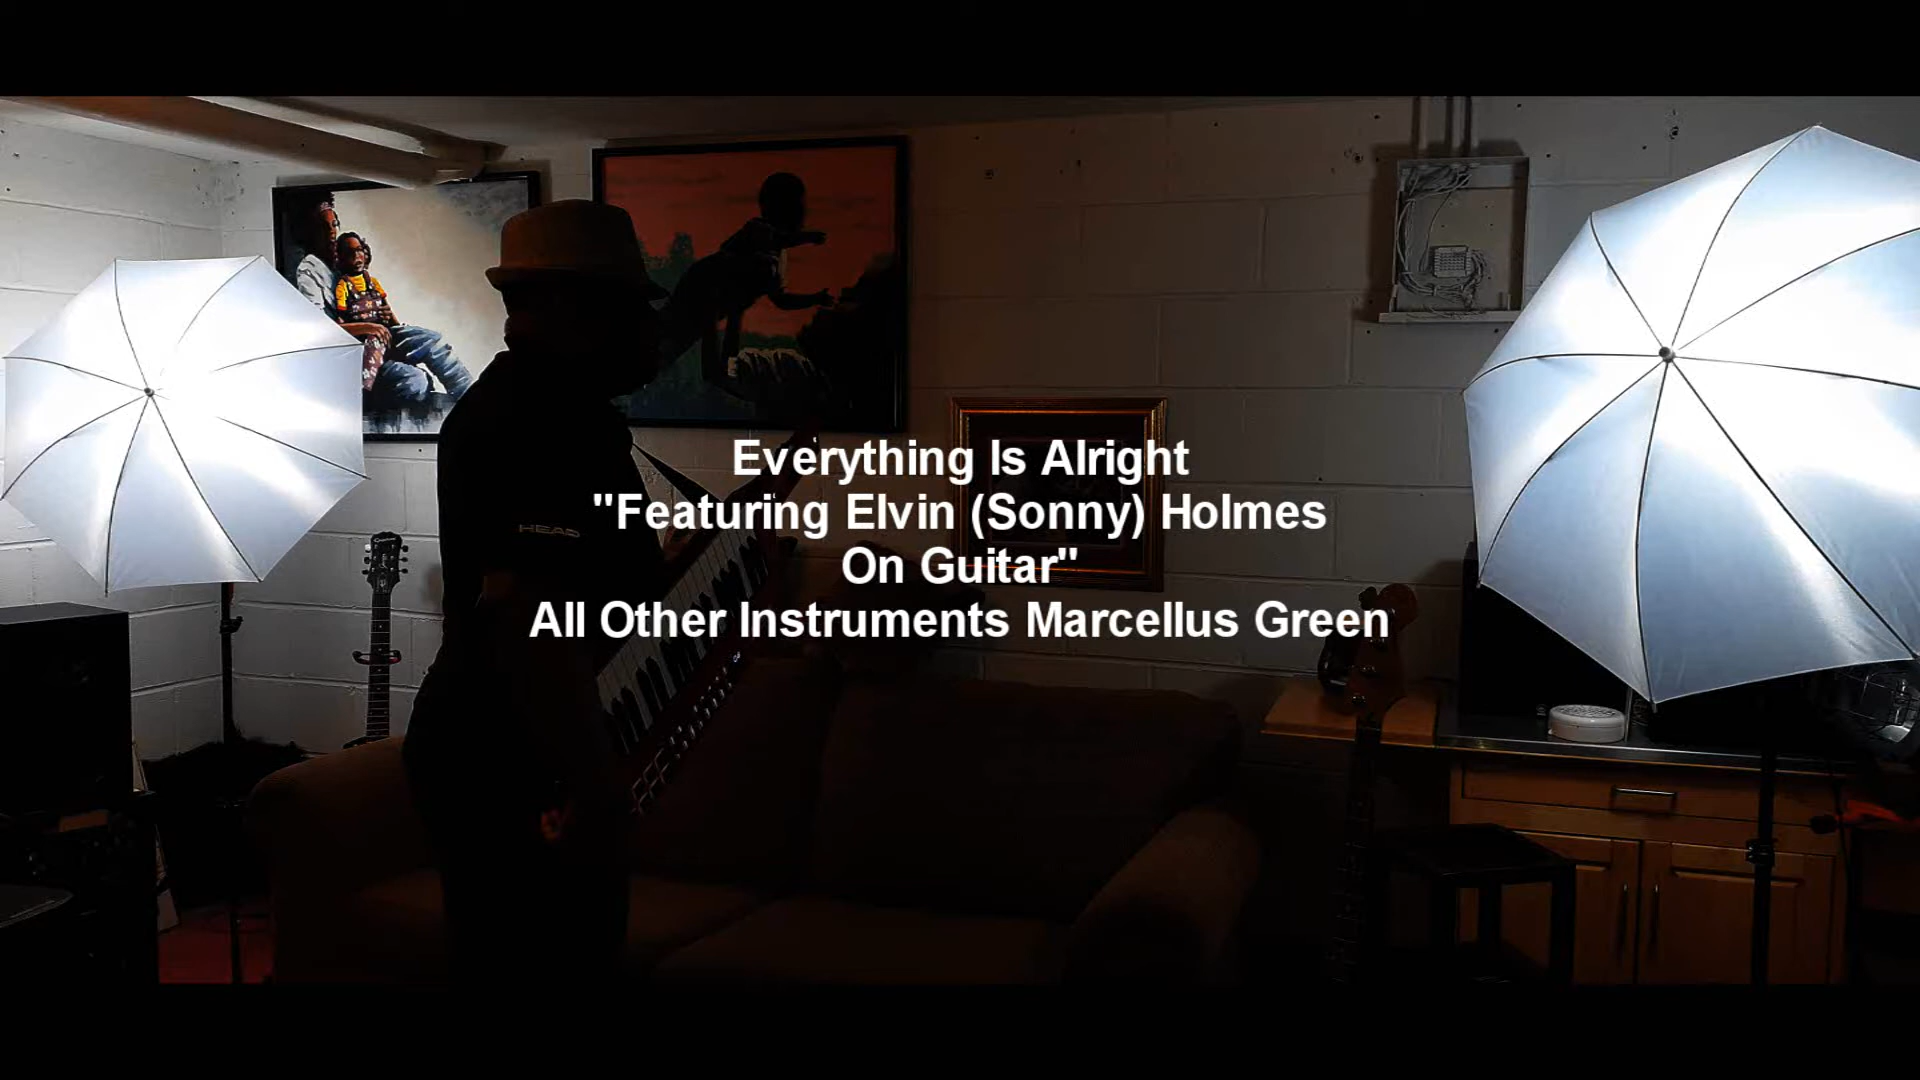 Everything Is Alright
"Featuring Elvin (Sonny) Holmes
On Guitar"
All Other Instruments Marcellus Green
HEAD